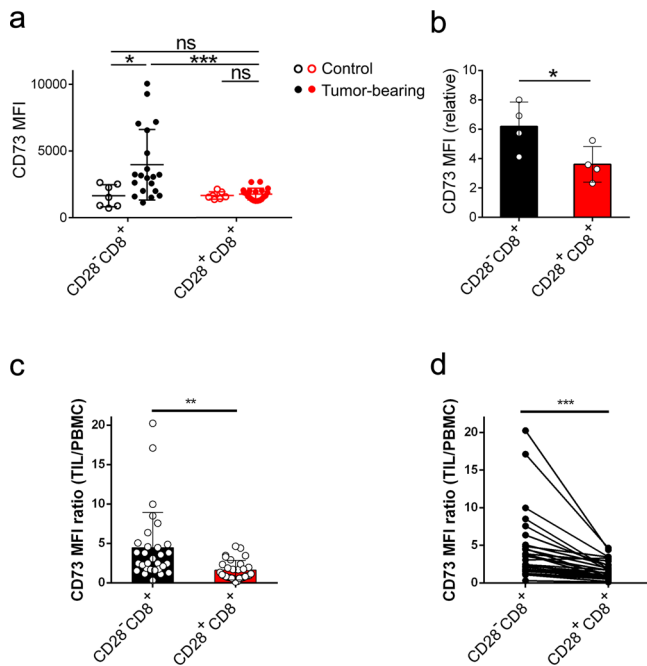 a
ns
* ***
ns
Control
Tumor-bearing
CD73 MFI
10000
5000
0
CD28⁻CD8⁺
CD28⁺CD8⁺
b
*
CD73 MFI (relative)
10
8
6
4
2
0
CD28⁻CD8⁺
CD28⁺CD8⁺
c
**
CD73 MFI ratio (TIL/PBMC)
20
15
10
5
0
CD28⁻CD8⁺
CD28⁺CD8⁺
d
***
CD73 MFI ratio (TIL/PBMC)
20
15
10
5
0
CD28⁻CD8⁺
CD28⁺CD8⁺